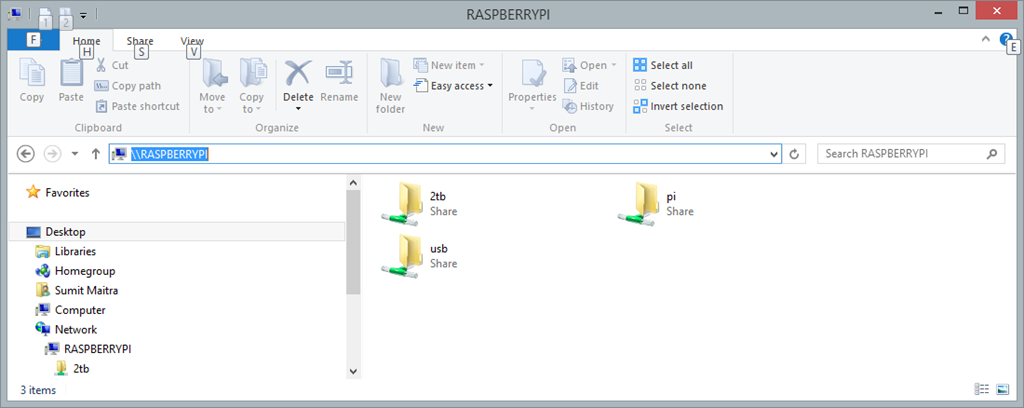 RASPBERRYPI
1 2
F Home Share View
H S V E
Copy Paste Cut
Copy path
Paste shortcut
Clipboard
Move to Copy to Delete Rename
Organize
New folder New item
Easy access
New
Properties Open
Edit
History
Open
Select all
Select none
Invert selection
Select
\\RASPBERRYPI
Search RASPBERRYPI
Favorites
Desktop
Libraries
Homegroup
Sumit Maitra
Computer
Network
RASPBERRYPI
2tb
2tb
Share
pi
Share
usb
Share
3 items